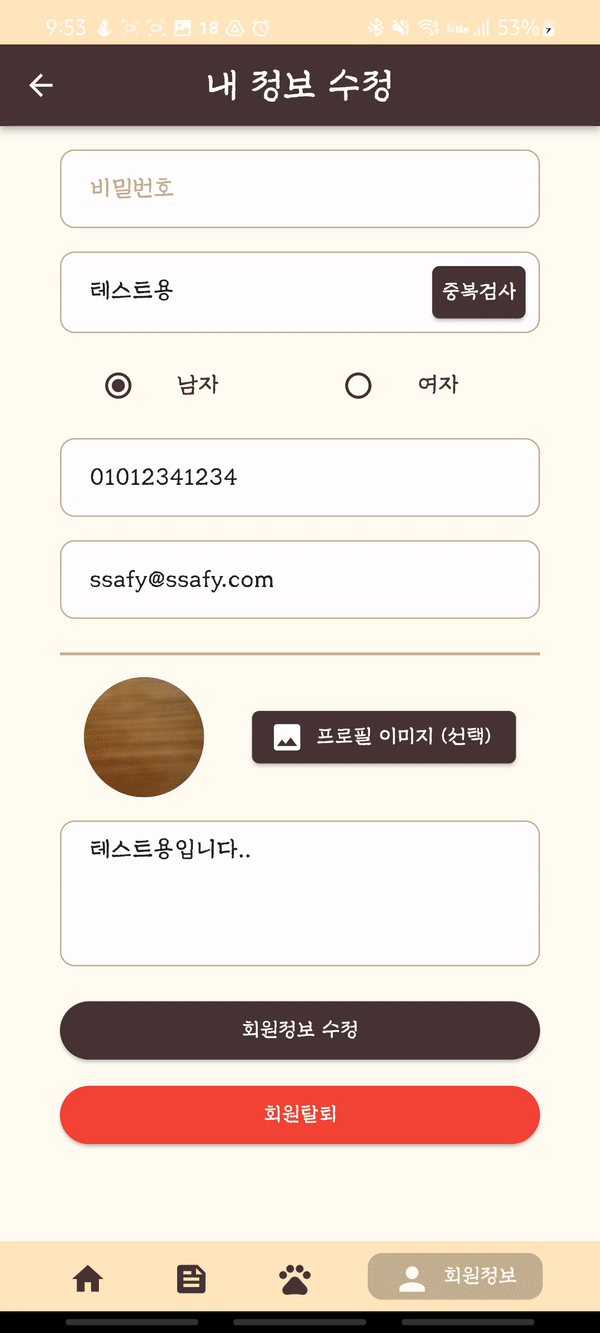 9:53 18 53%
내 정보 수정
비밀번호
테스트용 중복검사
남자 여자
01012341234
ssafy@ssafy.com
프로필 이미지 (선택)
테스트용입니다..
회원정보 수정
회원탈퇴
회원정보